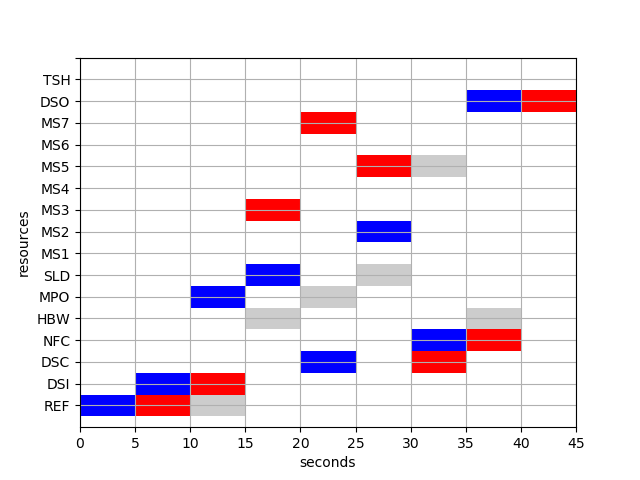 TSH
DSO
MS7
MS6
MS5
MS4
MS3
MS2
MS1
SLD
MPO
HBW
NFC
DSC
DSI
REF
resources
0 5 10 15 20 25 30 35 40 45
seconds